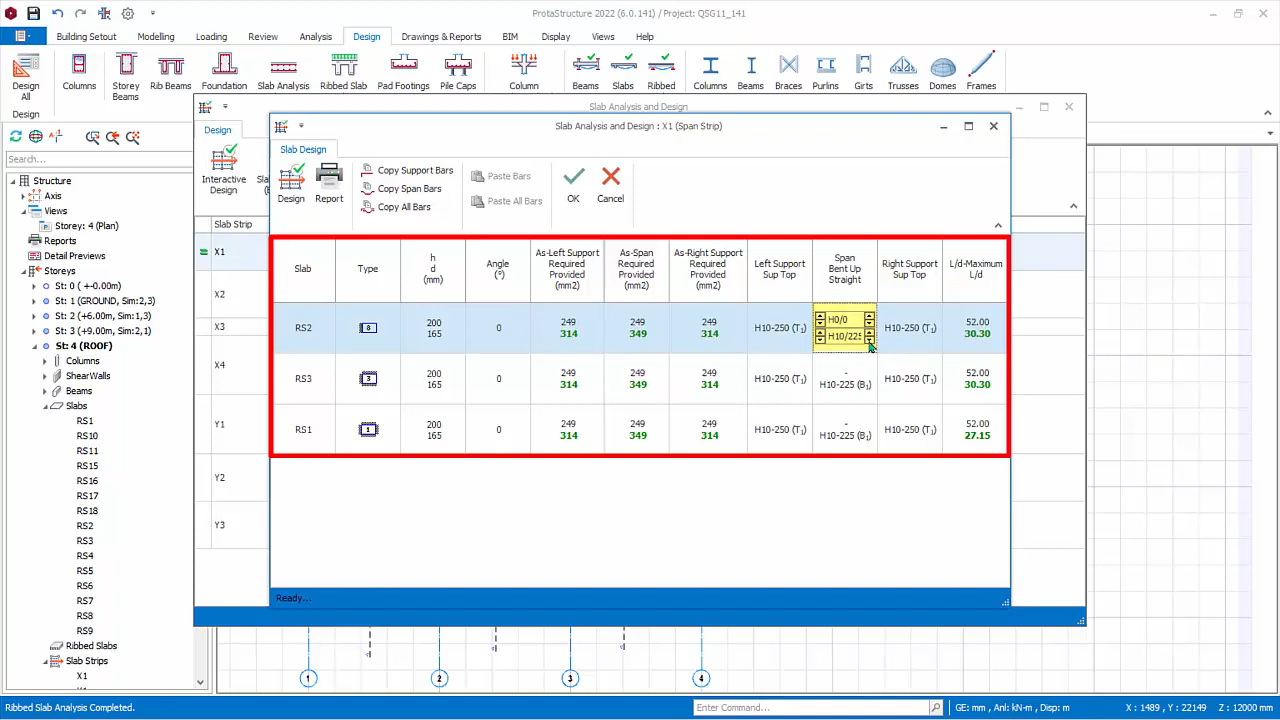 ProtaStructure 2022 (6.0.141) / Project: QSG11_141
Building Setout
Modelling
Loading
Review
Analysis
Design
Drawings & Reports
BIM
Display
Views
Help
Design All
Columns
Storey Beams
Rib Beams
Foundation
Slab Analysis
Ribbed Slab
Pad Footings
Pile Caps
Column
Beams
Slabs
Ribbed
Columns
Beams
Braces
Purlins
Girts
Trusses
Domes
Frames
Design
Search...
Structure
Axis
Views
Storey: 4 (Plan)
Reports
Detail Previews
Storeys
St: 0 ( +-0.00m)
St: 1 (GROUND, Sim:2,3)
St: 2 (+6.00m, Sim:1,3)
St: 3 (+9.00m, Sim:2,1)
St: 4 (ROOF)
Columns
ShearWalls
Beams
Slabs
RS1
RS10
RS11
RS15
RS16
RS17
RS18
RS2
RS3
RS4
RS5
RS6
RS7
RS8
RS9
Ribbed Slabs
Slab Strips
X1
Slab Analysis and Design
Design
Interactive Design
Slab Strip
X1
X2
X3
X4
Y1
Y2
Y3
Slab Analysis and Design : X1 (Span Strip)
Slab Design
Design
Report
Copy Support Bars
Copy Span Bars
Copy All Bars
Paste Bars
Paste All Bars
OK
Cancel
Slab
Type
h d (mm)
Angle (°)
As-Left Support Required Provided (mm2)
As-Span Required Provided (mm2)
As-Right Support Required Provided (mm2)
Left Support Sup Top
Span Bent Up Straight
Right Support Sup Top
L/d-Maximum L/d
RS2 8 200 165 0 249 314 249 349 249 314 H10-250 (T1) H0/0 H10/225 H10-250 (T1) 52.00 30.30
RS3 3 200 165 0 249 314 249 349 249 314 H10-250 (T1) - H10-225 (B1) H10-250 (T1) 52.00 30.30
RS1 1 200 165 0 249 314 249 349 249 314 H10-250 (T1) - H10-225 (B1) H10-250 (T1) 52.00 27.15
Ready...
1
2
3
4
Ribbed Slab Analysis Completed.
Enter Command...
GE: mm , Anl: kN-m , Disp: m
X : 1489 , Y : 22149
Z : 12000 mm